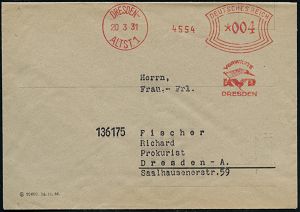 DRESDEN-
20. 3. 31
ALTST. 1
4554
DEUTSCHES REICH
*004
VORWÄRTS
DRESDEN
Herrn,
Frau.- Frl.
136175
Fischer
Richard
Prokurist
Dresden-A.
Saalhausenerstr.59